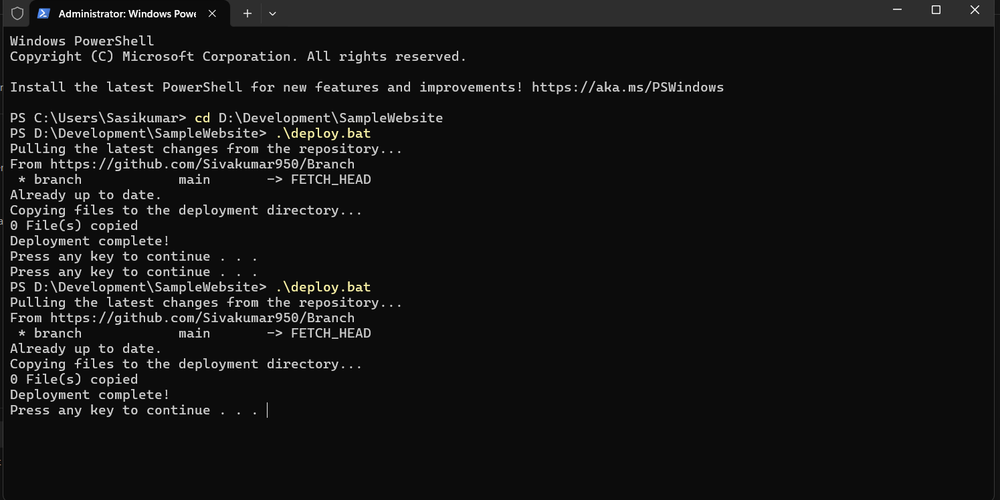 Administrator: Windows Powe
Windows PowerShell
Copyright (C) Microsoft Corporation. All rights reserved.
Install the latest PowerShell for new features and improvements! https://aka.ms/PSWindows
PS C:\Users\Sasikumar> cd D:\Development\SampleWebsite
PS D:\Development\SampleWebsite> .\deploy.bat
Pulling the latest changes from the repository...
From https://github.com/Sivakumar950/Branch
 * branch            main       -> FETCH_HEAD
Already up to date.
Copying files to the deployment directory...
0 File(s) copied
Deployment complete!
Press any key to continue . . .
Press any key to continue . . .
PS D:\Development\SampleWebsite> .\deploy.bat
Pulling the latest changes from the repository...
From https://github.com/Sivakumar950/Branch
 * branch            main       -> FETCH_HEAD
Already up to date.
Copying files to the deployment directory...
0 File(s) copied
Deployment complete!
Press any key to continue . . .